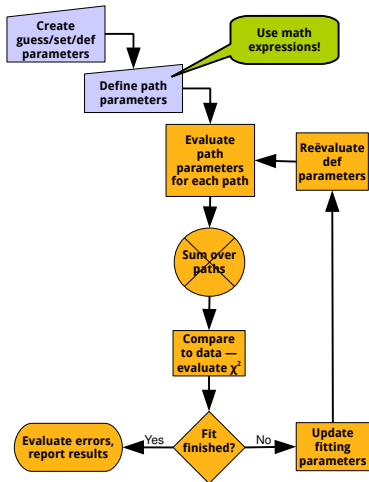 Create
guess/set/def
parameters
Use math
expressions!
Define path
parameters
Evaluate
path
parameters
for each path
Reëvaluate
def
parameters
Sum over
paths
Compare
to data —
evaluate χ²
Fit
finished?
Yes
No
Evaluate errors,
report results
Update
fitting
parameters